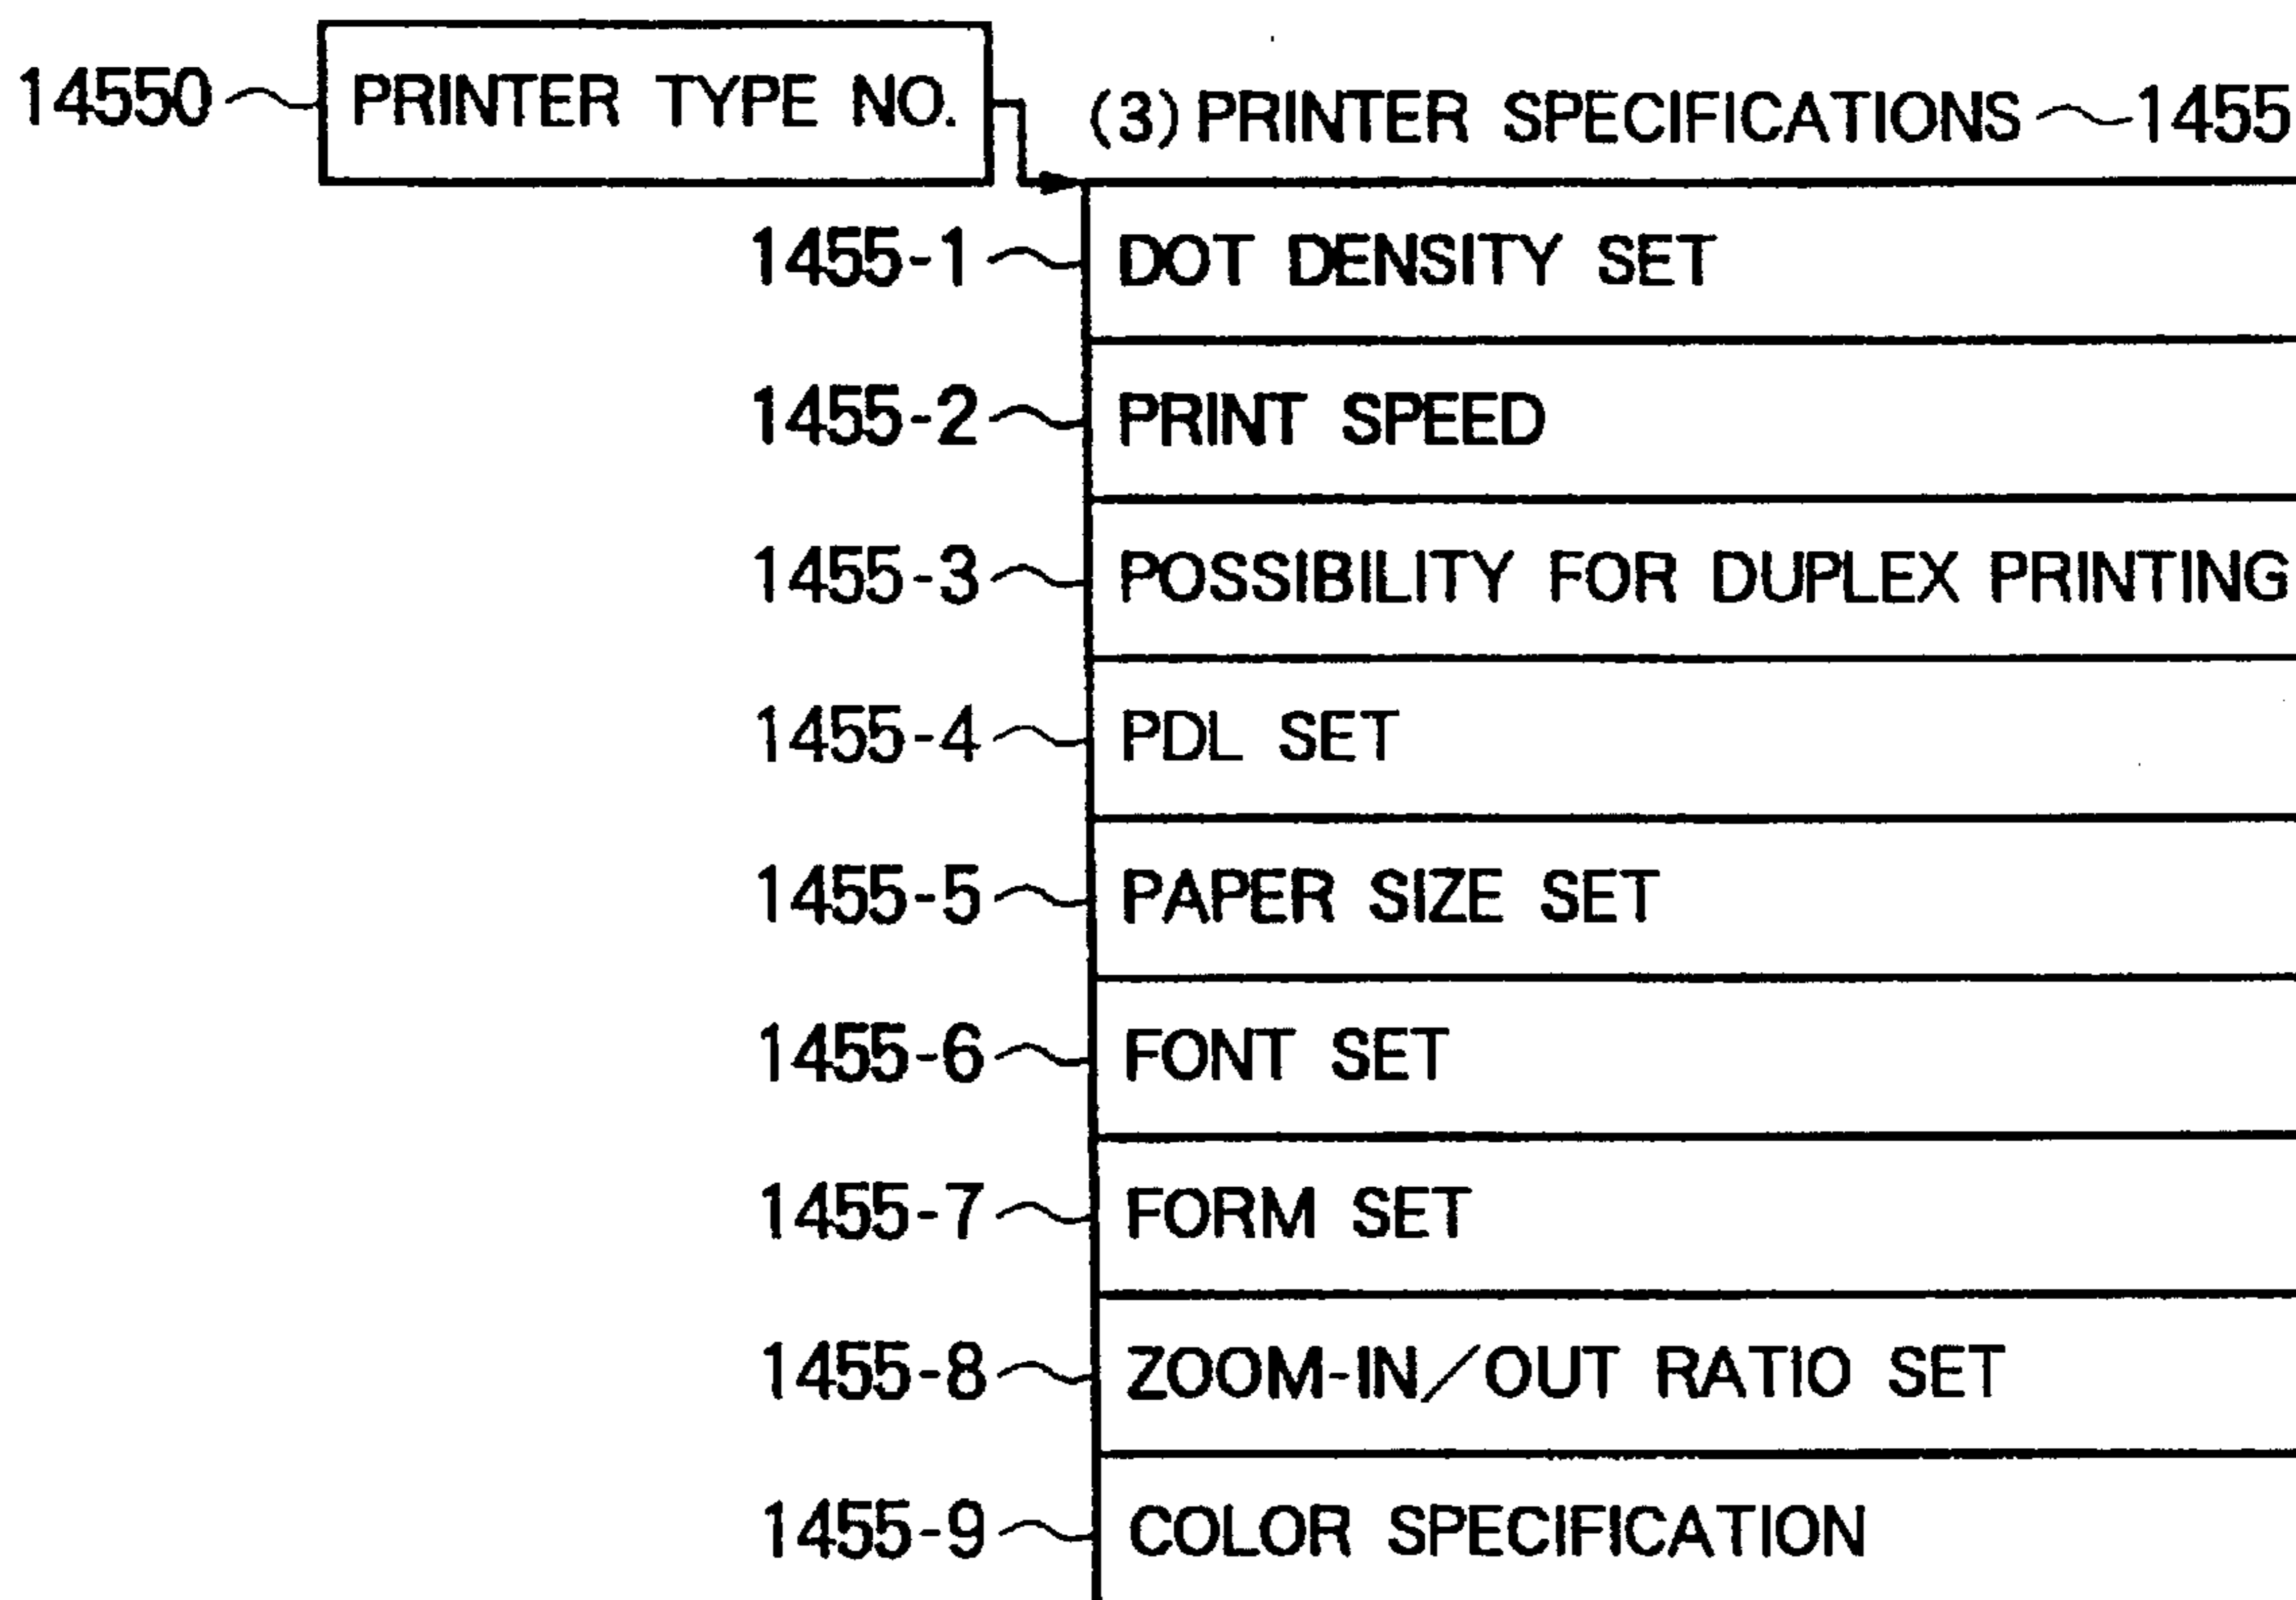 14550 PRINTER TYPE NO.
(3) PRINTER SPECIFICATIONS 1455
1455-1 DOT DENSITY SET
1455-2 PRINT SPEED
1455-3 POSSIBILITY FOR DUPLEX PRINTING
1455-4 PDL SET
1455-5 PAPER SIZE SET
1455-6 FONT SET
1455-7 FORM SET
1455-8 ZOOM-IN/OUT RATIO SET
1455-9 COLOR SPECIFICATION